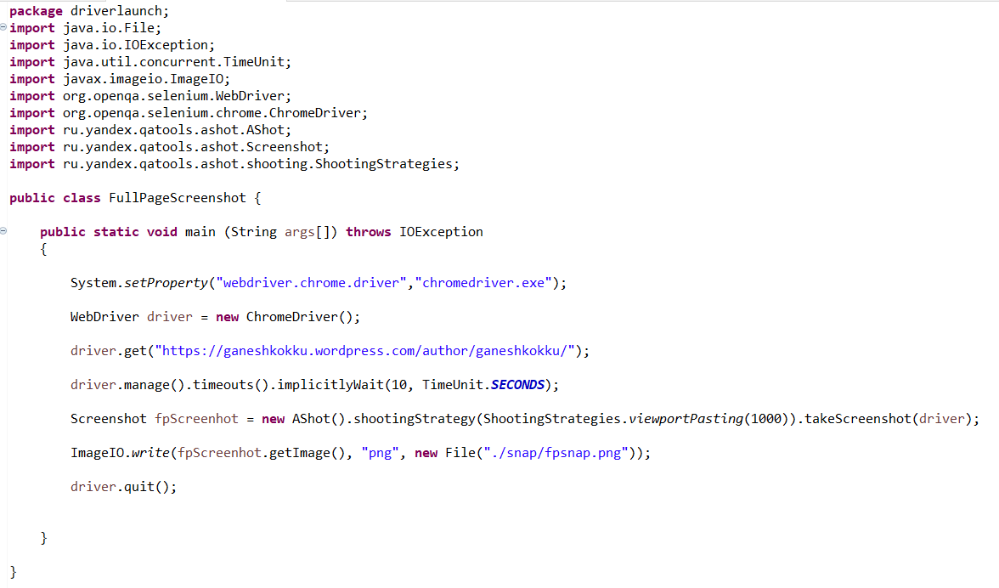 package driverlaunch;
import java.io.File;
import java.io.IOException;
import java.util.concurrent.TimeUnit;
import javax.imageio.ImageIO;
import org.openqa.selenium.WebDriver;
import org.openqa.selenium.chrome.ChromeDriver;
import ru.yandex.qatools.ashot.AShot;
import ru.yandex.qatools.ashot.Screenshot;
import ru.yandex.qatools.ashot.shooting.ShootingStrategies;
public class FullPageScreenshot {
public static void main (String args[]) throws IOException
{
System.setProperty("webdriver.chrome.driver","chromedriver.exe");
WebDriver driver = new ChromeDriver();
driver.get("https://ganeshkokku.wordpress.com/author/ganeshkokku/");
driver.manage().timeouts().implicitlyWait(10, TimeUnit.SECONDS);
Screenshot fpScreenhot = new AShot().shootingStrategy(ShootingStrategies.viewportPasting(1000)).takeScreenshot(driver);
ImageIO.write(fpScreenhot.getImage(), "png", new File("./snap/fpsnap.png"));
driver.quit();
}
}